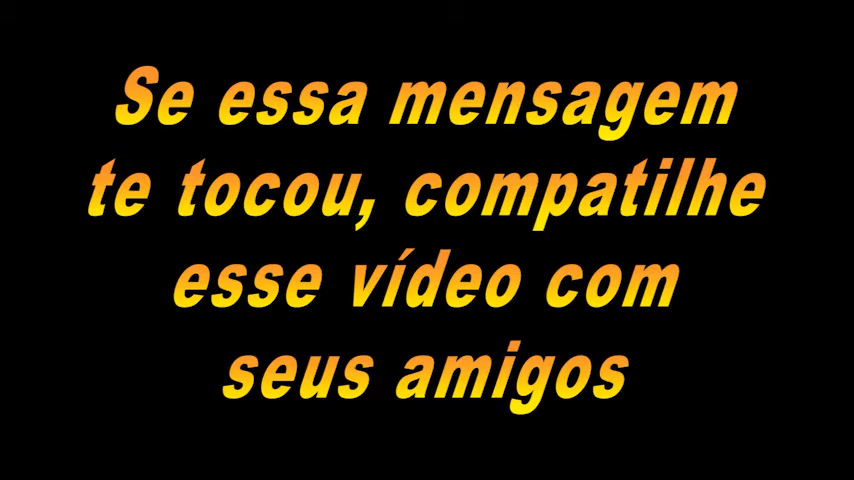 Se essa mensagem
te tocou, compatilhe
esse vídeo com
seus amigos